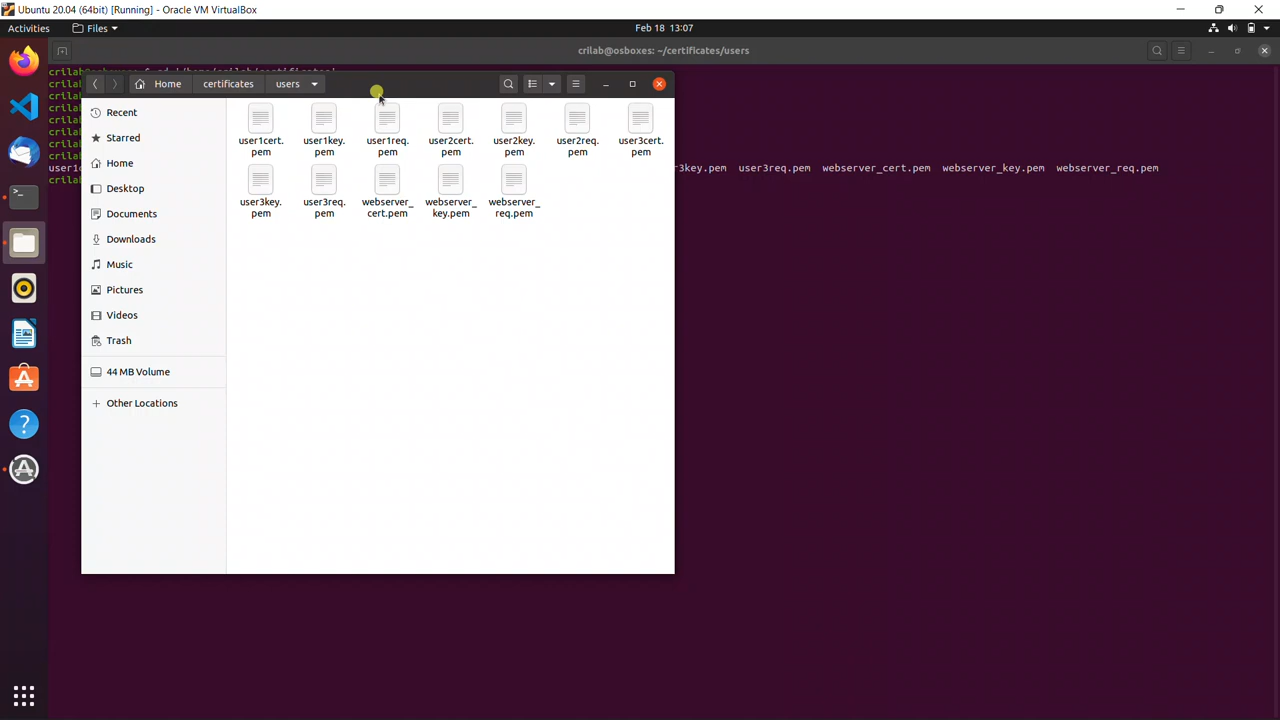 Ubuntu 20.04 (64bit) [Running] - Oracle VM VirtualBox
Activities Files Feb 18 13:07
crilab@osboxes: ~/certificates/users
Home certificates users
Recent
Starred
Home
Desktop
Documents
Downloads
Music
Pictures
Videos
Trash
44 MB Volume
Other Locations
user1cert.
pem
user1key.
pem
user1req.
pem
user2cert.
pem
user2key.
pem
user2req.
pem
user3cert.
pem
user3key.
pem
user3req.
pem
webserver_
cert.pem
webserver_
key.pem
webserver_
req.pem
r3key.pem user3req.pem webserver_cert.pem webserver_key.pem webserver_req.pem